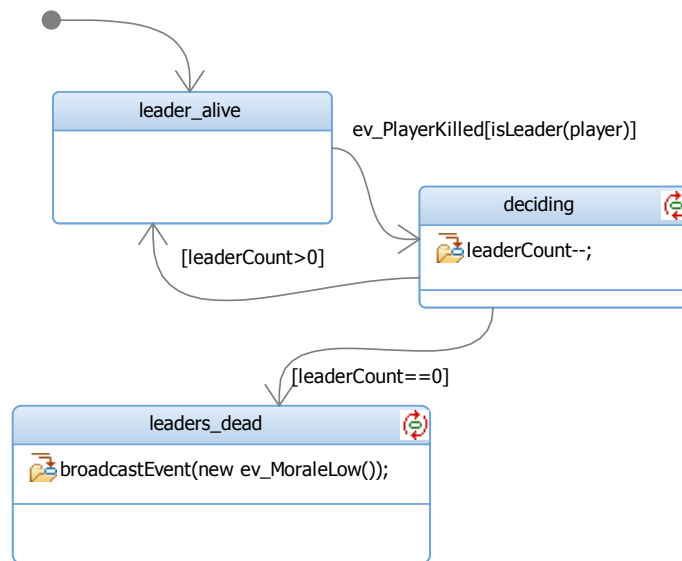 leader_alive
ev_PlayerKilled[isLeader(player)]
deciding
leaderCount--;
[leaderCount>0]
[leaderCount==0]
leaders_dead
broadcastEvent(new ev_MoraleLow());